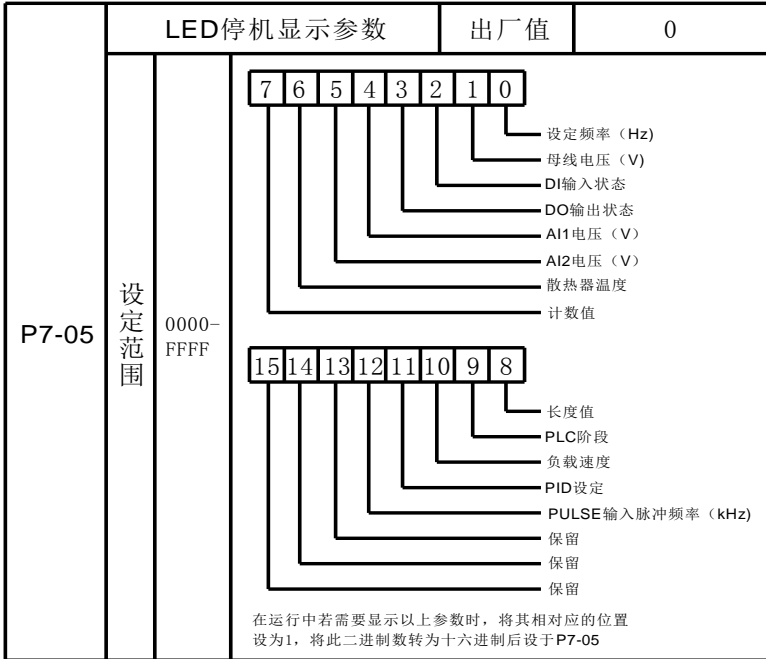 LED停机显示参数 出厂值 0
7 6 5 4 3 2 1 0
设定频率（Hz)
母线电压（V)
DI输入状态
DO输出状态
AI1电压（V）
AI2电压（V）
散热器温度
计数值
P7-05
设定范围
0000-
FFFF
15 14 13 12 11 10 9 8
长度值
PLC阶段
负载速度
PID设定
PULSE输入脉冲频率（kHz)
保留
保留
保留
在运行中若需要显示以上参数时，将其相对应的位置
设为1，将此二进制数转为十六进制后设于P7-05